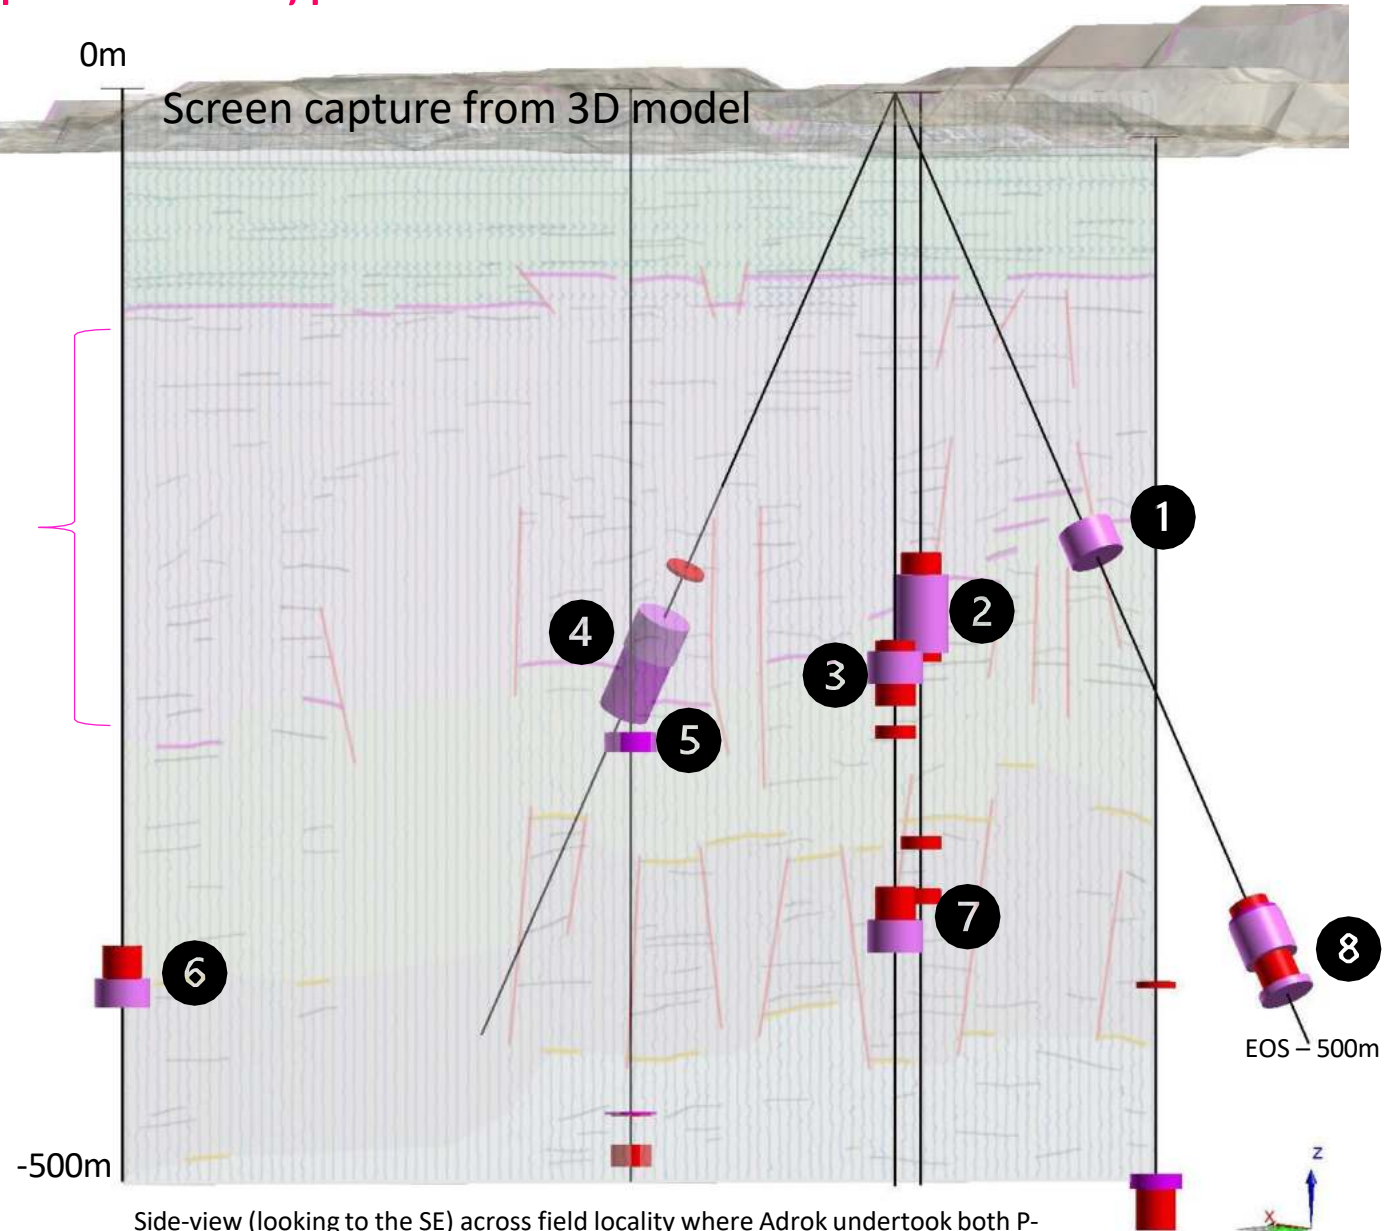 0m
Screen capture from 3D model
1
2
3
4
5
6
7
8
EOS – 500m
-500m
z
x
Side-view (looking to the SE) across field locality where Adrok undertook both P-